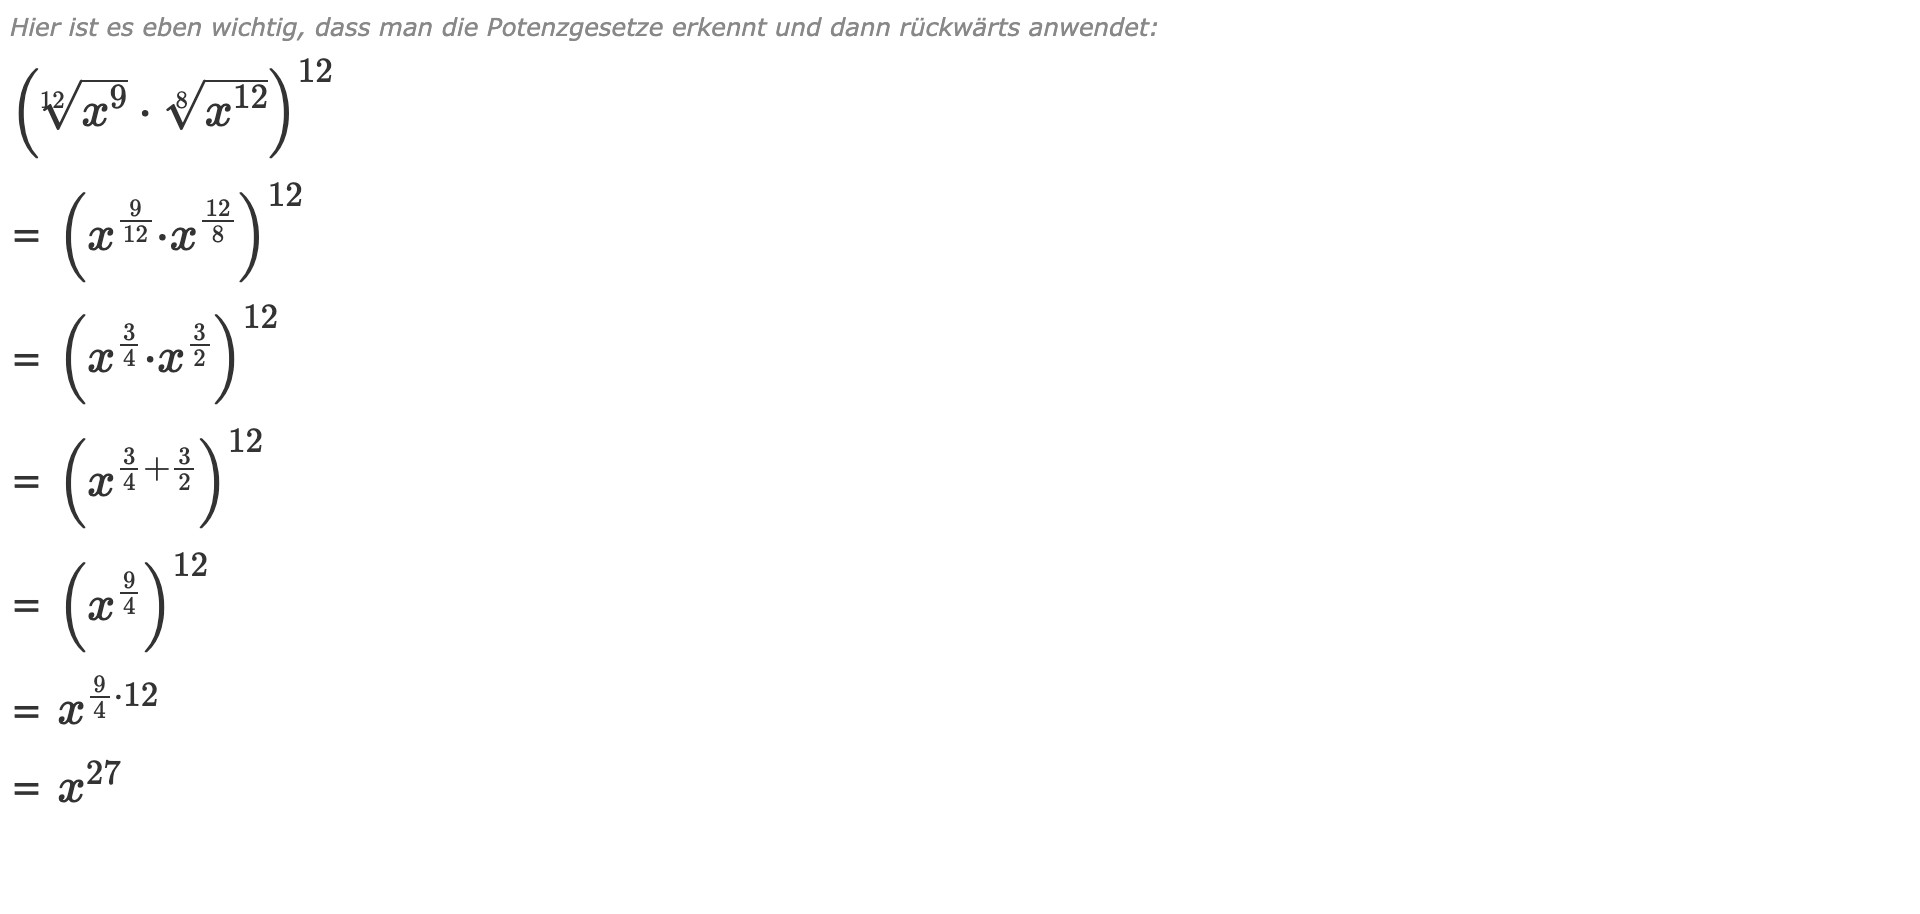 Hier ist es eben wichtig, dass man die Potenzgesetze erkennt und dann rückwärts anwendet:
$\left(\sqrt[12]{x^9} \cdot \sqrt[8]{x^{12}}\right)^{12}$
$= \left(x^{\frac{9}{12}} \cdot x^{\frac{12}{8}}\right)^{12}$
$= \left(x^{\frac{3}{4}} \cdot x^{\frac{3}{2}}\right)^{12}$
$= \left(x^{\frac{3}{4}+\frac{3}{2}}\right)^{12}$
$= \left(x^{\frac{9}{4}}\right)^{12}$
$= x^{\frac{9}{4} \cdot 12}$
$= x^{27}$